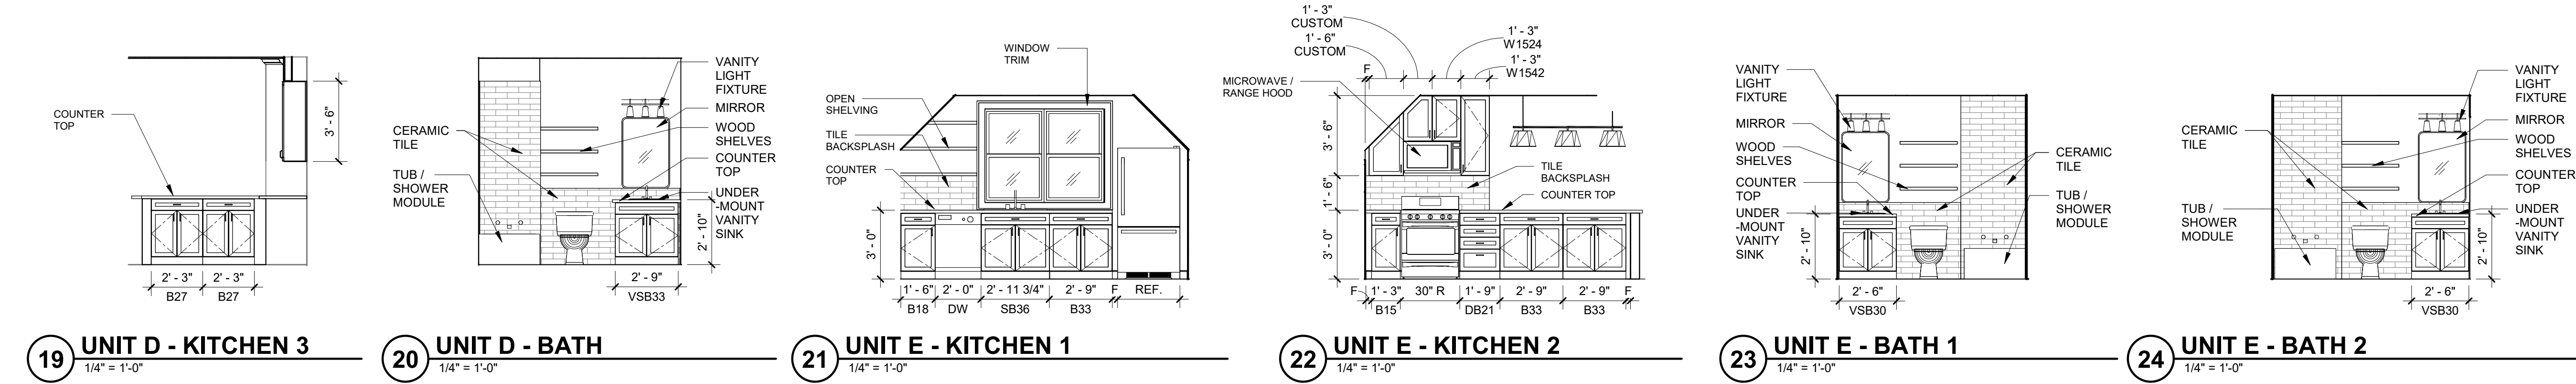 COUNTER
TOP
3' - 6"
2' - 3"
2' - 3"
B27
B27
19
UNIT D - KITCHEN 3
1/4" = 1'-0"
CERAMIC
TILE
TUB /
SHOWER
MODULE
VANITY
LIGHT
FIXTURE
MIRROR
WOOD
SHELVES
COUNTER
TOP
UNDER
-MOUNT
VANITY
SINK
2' - 10"
2' - 9"
VSB33
20
UNIT D - BATH
1/4" = 1'-0"
WINDOW
TRIM
OPEN
SHELVING
TILE
BACKSPLASH
COUNTER
TOP
3' - 0"
1' - 6"
2' - 0"
2' - 11 3/4"
2' - 9"
F
REF.
B18
DW
SB36
B33
21
UNIT E - KITCHEN 1
1/4" = 1'-0"
1' - 3"
CUSTOM
1' - 6"
CUSTOM
1' - 3"
W1524
1' - 3"
W1542
F
MICROWAVE /
RANGE HOOD
3' - 6"
1' - 6"
3' - 0"
TILE
BACKSPLASH
COUNTER TOP
F
1' - 3"
30" R
1' - 9"
2' - 9"
2' - 9"
F
B15
DB21
B33
B33
22
UNIT E - KITCHEN 2
1/4" = 1'-0"
VANITY
LIGHT
FIXTURE
MIRROR
WOOD
SHELVES
COUNTER
TOP
UNDER
-MOUNT
VANITY
SINK
2' - 10"
CERAMIC
TILE
TUB /
SHOWER
MODULE
2' - 6"
VSB30
23
UNIT E - BATH 1
1/4" = 1'-0"
CERAMIC
TILE
TUB /
SHOWER
MODULE
VANITY
LIGHT
FIXTURE
MIRROR
WOOD
SHELVES
COUNTER
TOP
UNDER
-MOUNT
VANITY
SINK
2' - 10"
2' - 6"
VSB30
24
UNIT E - BATH 2
1/4" = 1'-0"